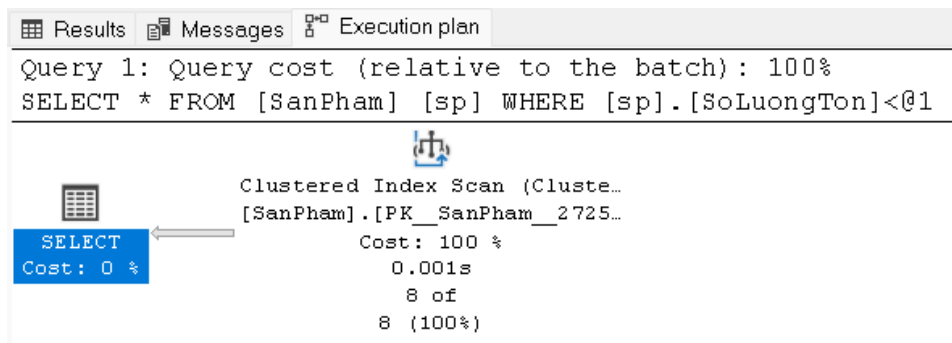 Results Messages Execution plan
Query 1: Query cost (relative to the batch): 100%
SELECT * FROM [SanPham] [sp] WHERE [sp].[SoLuongTon]<@1
Clustered Index Scan (Cluste…
[SanPham].[PK__SanPham__2725…
Cost: 100 %
0.001s
8 of
8 (100%)
SELECT
Cost: 0 %